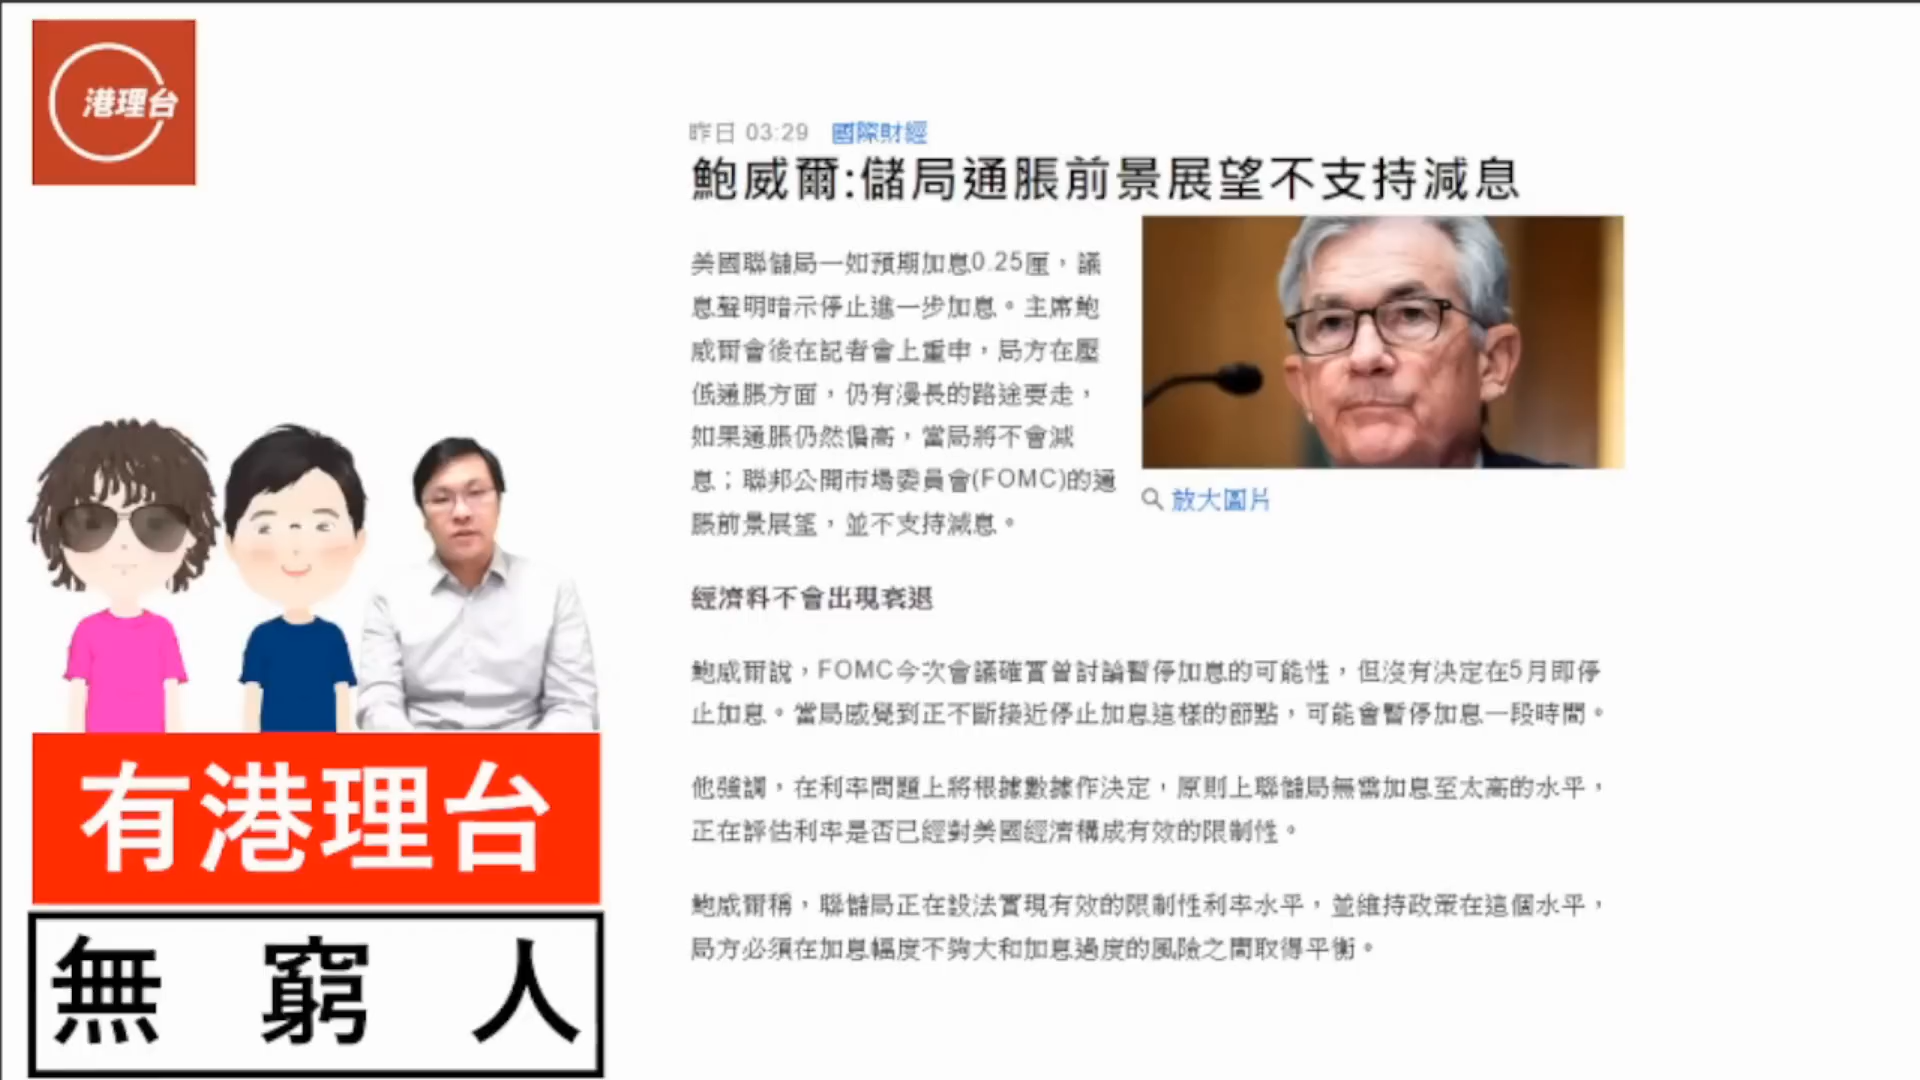 港理台
昨日 03:29 國際財經
鮑威爾:儲局通脹前景展望不支持減息
美國聯儲局一如預期加息0.25厘，議
息聲明暗示停止進一步加息。主席鮑
威爾會後在記者會上重申，局方在壓
低通脹方面，仍有漫長的路途要走，
如果通脹仍然偏高，當局將不會減
息；聯邦公開市場委員會(FOMC)的通
脹前景展望，並不支持減息。
放大圖片
經濟料不會出現衰退
鮑威爾說，FOMC今次會議確實曾討論暫停加息的可能性，但沒有決定在5月即停
止加息。當局感覺到正不斷接近停止加息這樣的節點，可能會暫停加息一段時間。
他強調，在利率問題上將根據數據作決定，原則上聯儲局無需加息至太高的水平，
正在評估利率是否已經對美國經濟構成有效的限制性。
鮑威爾稱，聯儲局正在設法實現有效的限制性利率水平，並維持政策在這個水平，
局方必須在加息幅度不夠大和加息過度的風險之間取得平衡。
有港理台
無窮人